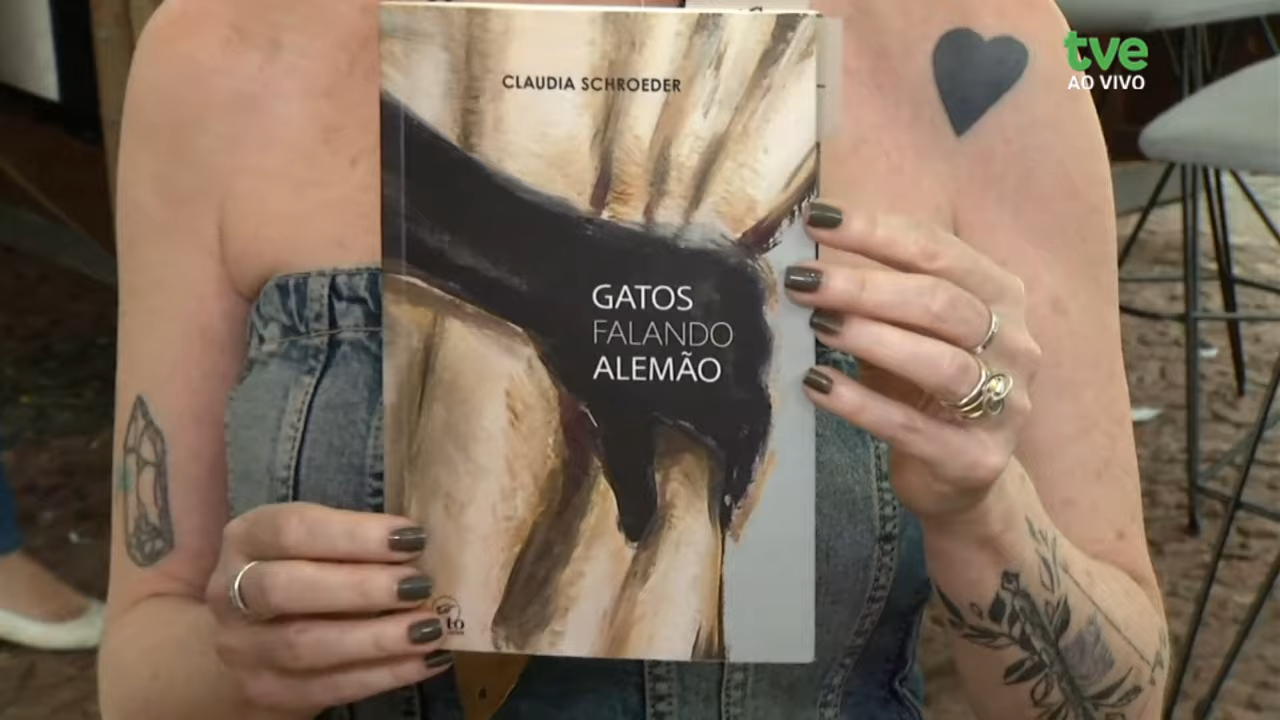 CLAUDIA SCHROEDER
GATOS
FALANDO
ALEMÃO
tve
AO VIVO